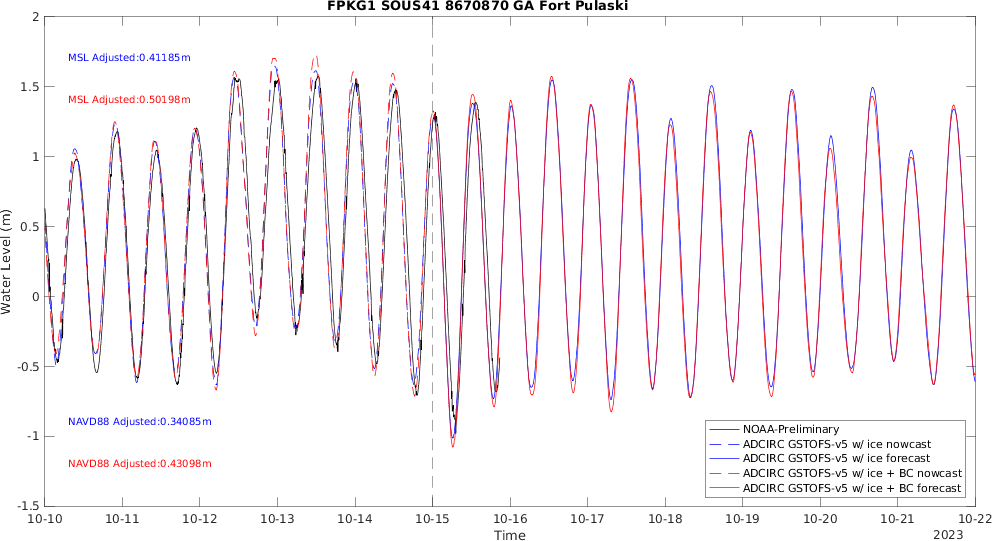 FPKG1 SOUS41 8670870 GA Fort Pulaski
2
1.5
1
0.5
0
-0.5
-1
-1.5
Water Level (m)
MSL Adjusted:0.41185m
MSL Adjusted:0.50198m
NAVD88 Adjusted:0.34085m
NAVD88 Adjusted:0.43098m
NOAA-Preliminary
ADCIRC GSTOFS-v5 w/ ice nowcast
ADCIRC GSTOFS-v5 w/ ice forecast
ADCIRC GSTOFS-v5 w/ ice + BC nowcast
ADCIRC GSTOFS-v5 w/ ice + BC forecast
10-10 10-11 10-12 10-13 10-14 10-15 10-16 10-17 10-18 10-19 10-20 10-21 10-22
Time
2023